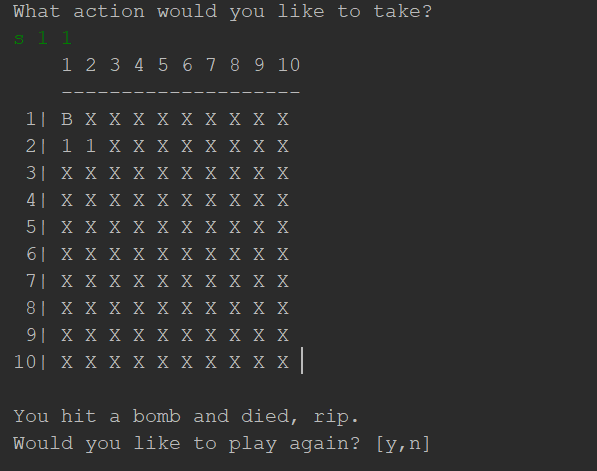 What action would you like to take?
s 1 1
    1 2 3 4 5 6 7 8 9 10
    --------------------
 1| B X X X X X X X X X
 2| 1 1 X X X X X X X X
 3| X X X X X X X X X X
 4| X X X X X X X X X X
 5| X X X X X X X X X X
 6| X X X X X X X X X X
 7| X X X X X X X X X X
 8| X X X X X X X X X X
 9| X X X X X X X X X X
10| X X X X X X X X X X
You hit a bomb and died, rip.
Would you like to play again? [y,n]